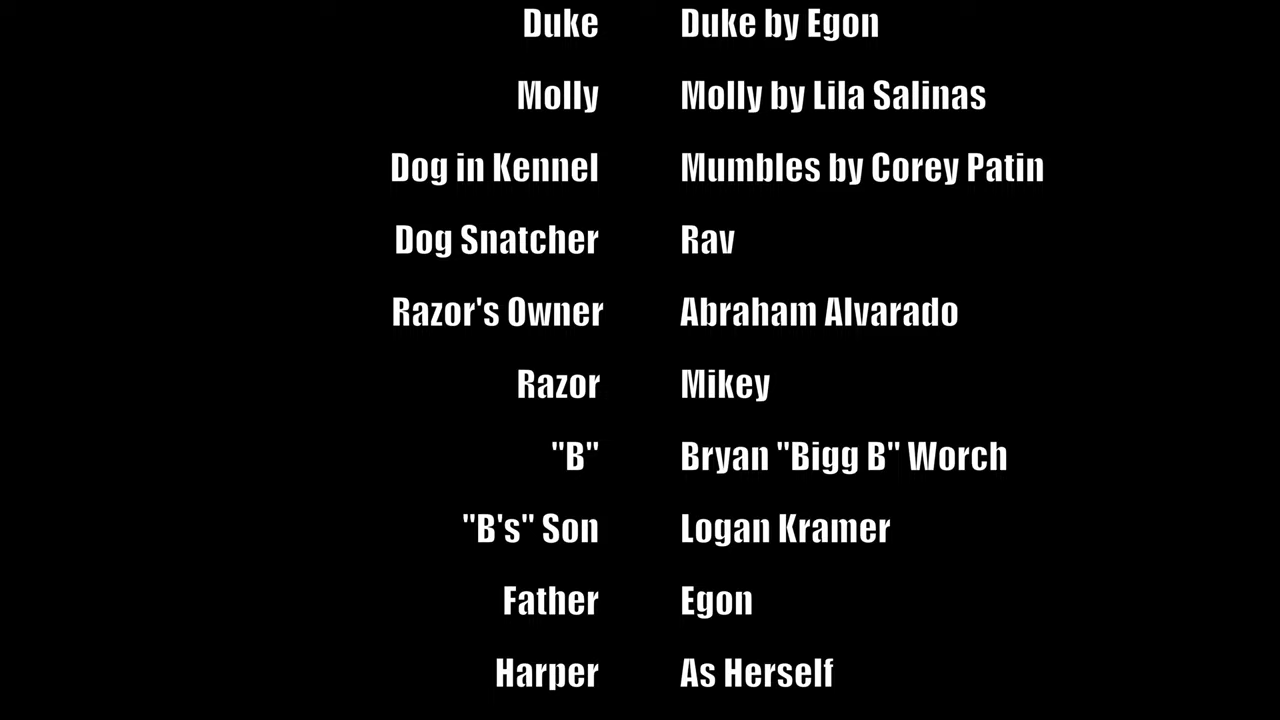 Duke Duke by Egon
Molly Molly by Lila Salinas
Dog in Kennel Mumbles by Corey Patin
Dog Snatcher Rav
Razor's Owner Abraham Alvarado
Razor Mikey
"B" Bryan "Bigg B" Worch
"B's" Son Logan Kramer
Father Egon
Harper As Herself